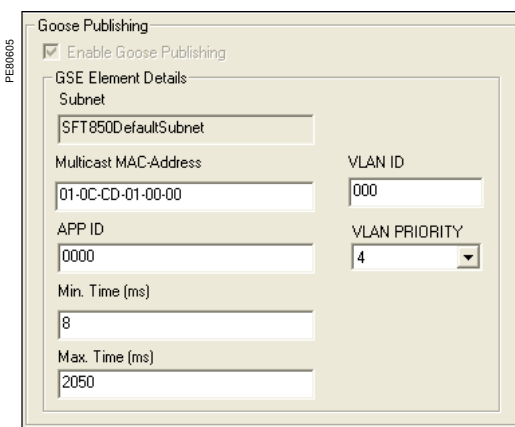 PE80605
Goose Publishing
Enable Goose Publishing
GSE Element Details
Subnet
SFT850DefaultSubnet
Multicast MAC-Address
VLAN ID
01-0C-CD-01-00-00
000
APP ID
VLAN PRIORITY
0000
4
Min. Time (ms)
8
Max. Time (ms)
2050